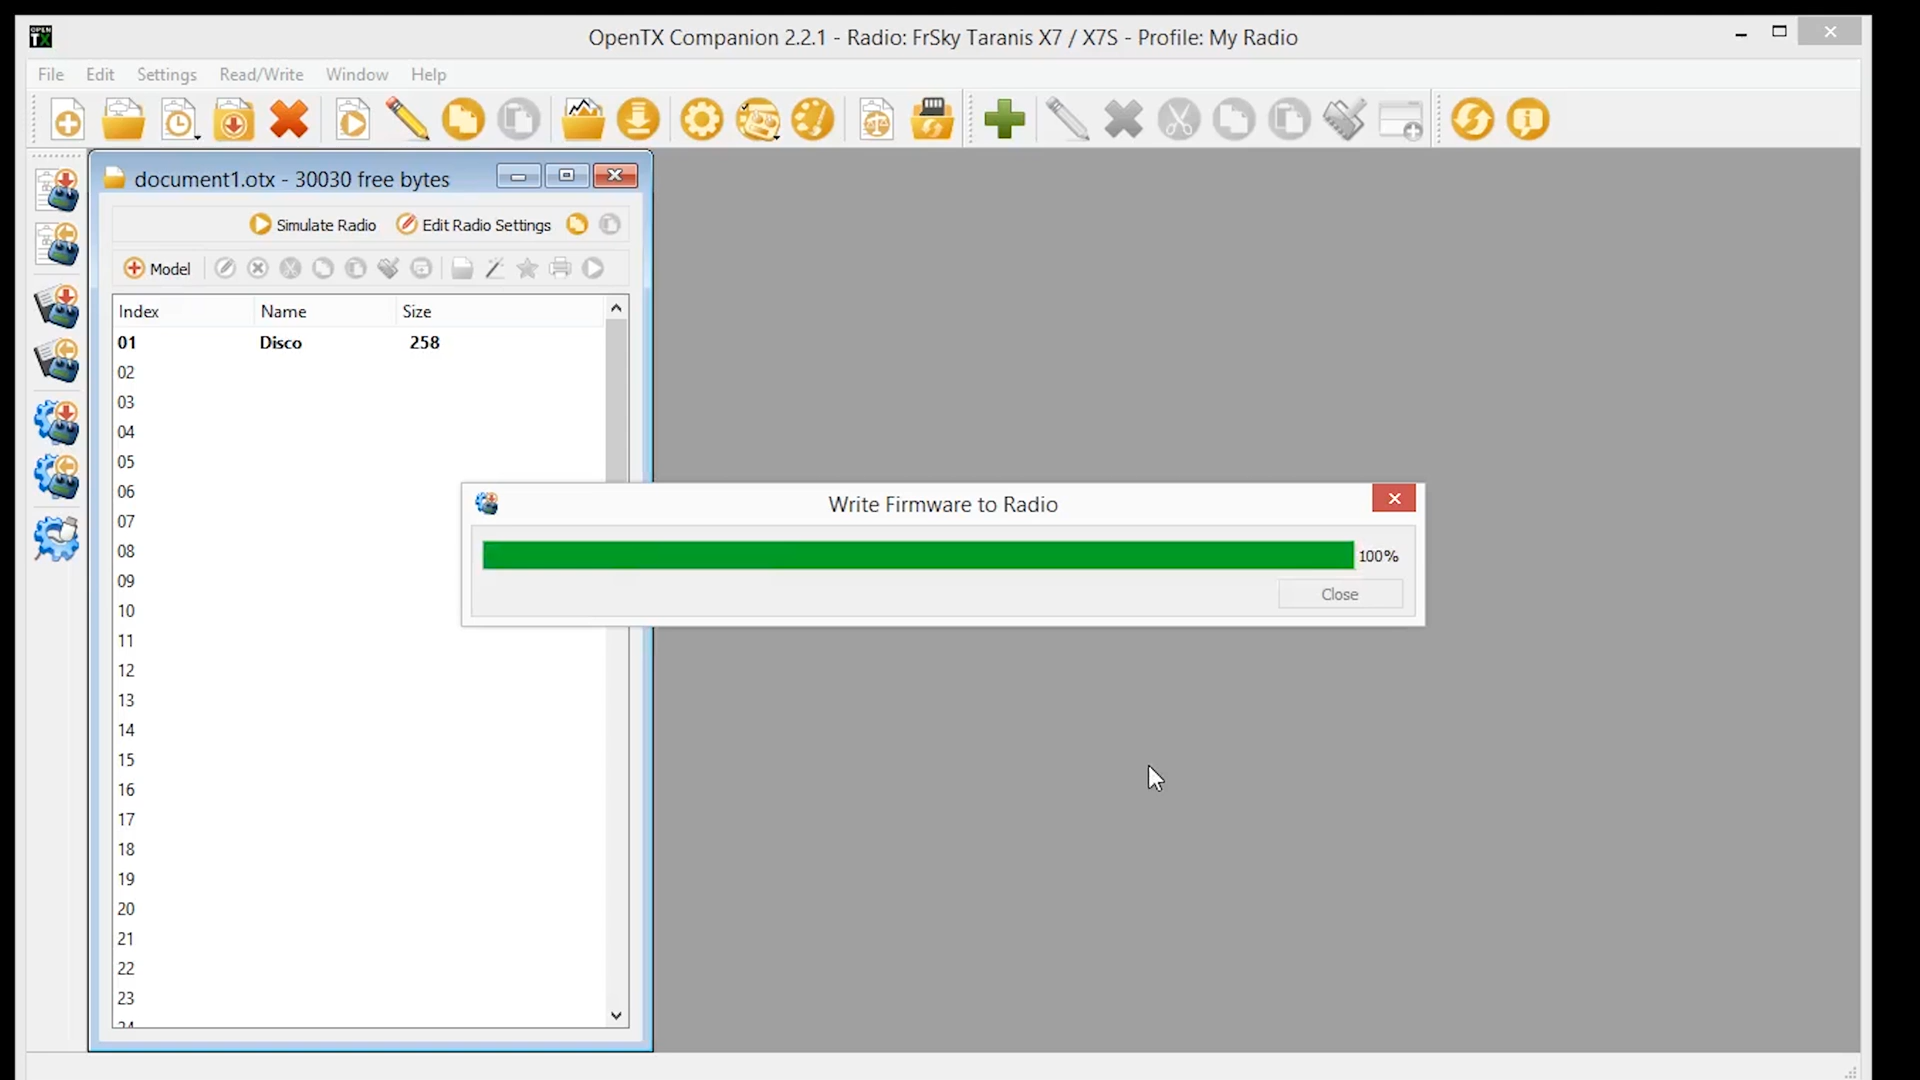 OPEN
TX
OpenTX Companion 2.2.1 - Radio: FrSky Taranis X7 / X7S - Profile: My Radio
File Edit Settings Read/Write Window Help
document1.otx - 30030 free bytes
Simulate Radio Edit Radio Settings
Model
Index Name Size
01 Disco 258
02
03
04
05
06
Write Firmware to Radio
07
100%
08
09
Close
10
11
12
13
14
15
16
17
18
19
20
21
22
23
24